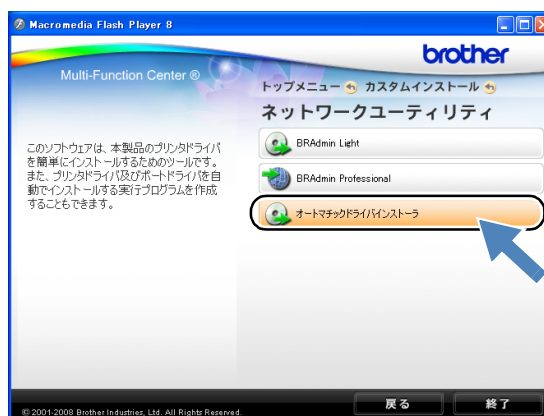 Macromedia Flash Player 8
brother
Multi-Function Center ®
トップメニュー カスタムインストール
ネットワークユーティリティ
このソフトウェアは、本製品のプリンタドライバ
を簡単にインストールするためのツールです。
また、プリンタドライバ及びポートドライバを自
動でインストールする実行プログラムを作成
することもできます。
BRAdmin Light
BRAdmin Professional
オートマチックドライバインストーラ
© 2001-2008 Brother Industries, Ltd. All Rights Reserved.
戻る
終了